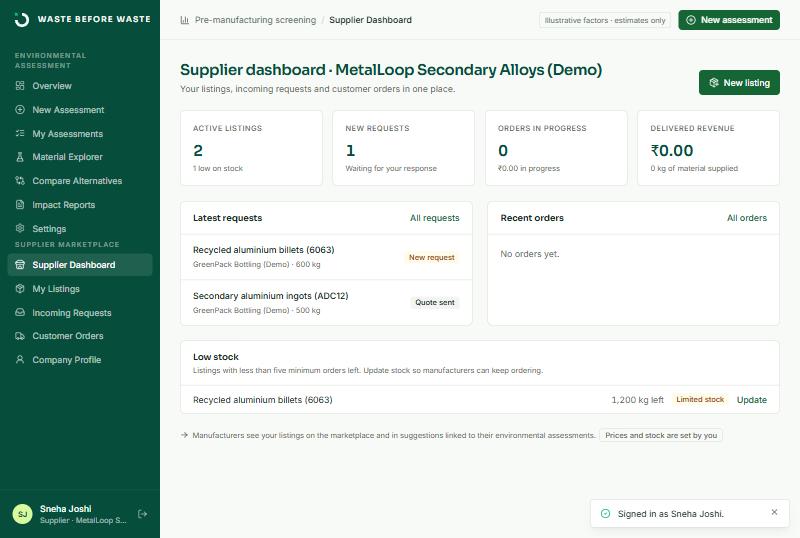 WASTE BEFORE WASTE
ENVIRONMENTAL
ASSESSMENT
Overview
New Assessment
My Assessments
Material Explorer
Compare Alternatives
Impact Reports
Settings
SUPPLIER MARKETPLACE
Supplier Dashboard
My Listings
Incoming Requests
Customer Orders
Company Profile
SJ
Sneha Joshi
Supplier · MetalLoop S...
Pre-manufacturing screening / Supplier Dashboard
Illustrative factors · estimates only
New assessment
Supplier dashboard · MetalLoop Secondary Alloys (Demo)
Your listings, incoming requests and customer orders in one place.
New listing
ACTIVE LISTINGS
2
1 low on stock
NEW REQUESTS
1
Waiting for your response
ORDERS IN PROGRESS
0
₹0.00 in progress
DELIVERED REVENUE
₹0.00
0 kg of material supplied
Latest requests
All requests
Recycled aluminium billets (6063)
GreenPack Bottling (Demo) · 600 kg
New request
Secondary aluminium ingots (ADC12)
GreenPack Bottling (Demo) · 500 kg
Quote sent
Recent orders
All orders
No orders yet.
Low stock
Listings with less than five minimum orders left. Update stock so manufacturers can keep ordering.
Recycled aluminium billets (6063)
1,200 kg left
Limited stock
Update
Manufacturers see your listings on the marketplace and in suggestions linked to their environmental assessments.
Prices and stock are set by you
Signed in as Sneha Joshi.